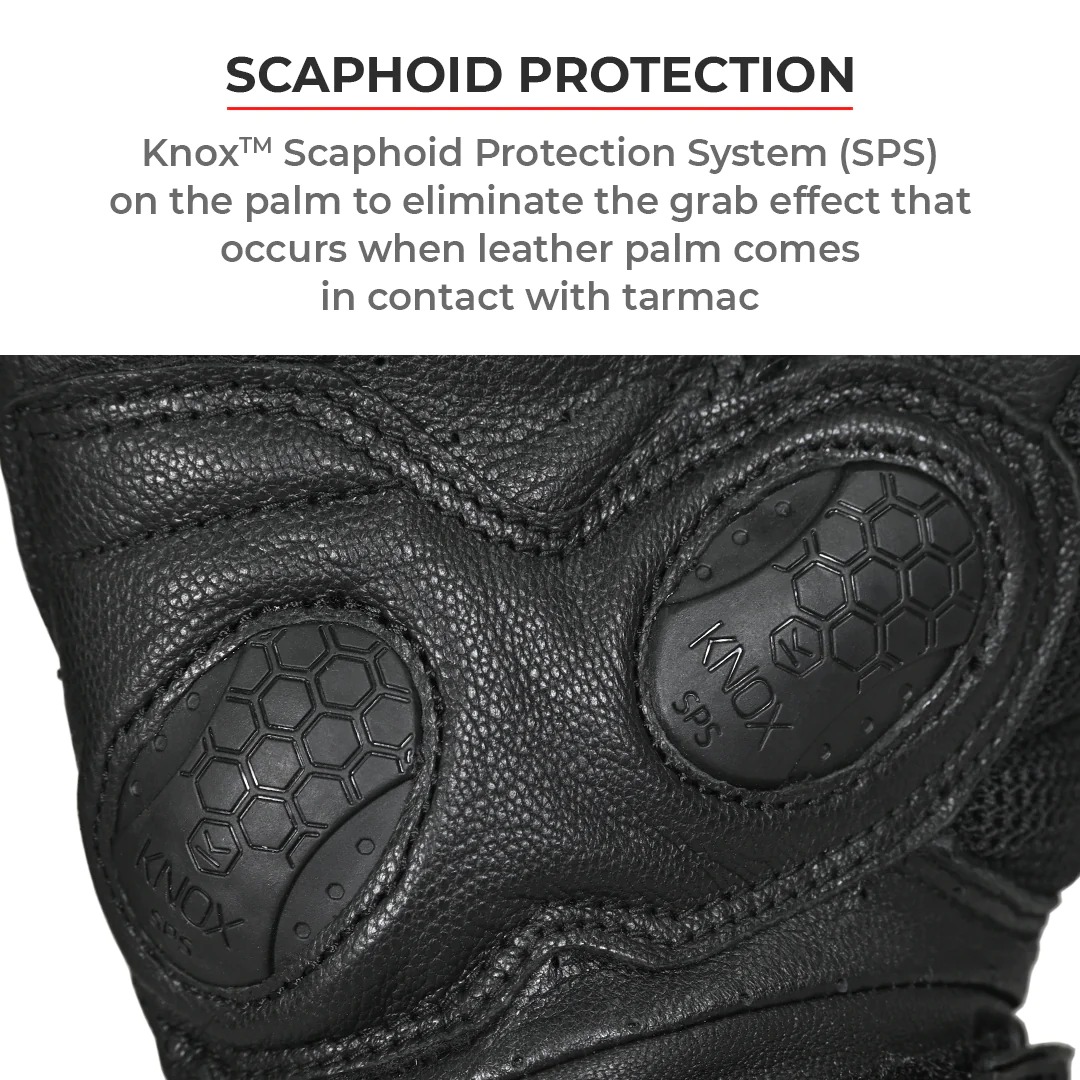 SCAPHOID PROTECTION
Knox™ Scaphoid Protection System (SPS)
on the palm to eliminate the grab effect that
occurs when leather palm comes
in contact with tarmac
K
KNOX
SPS
K
KNOX
SPS